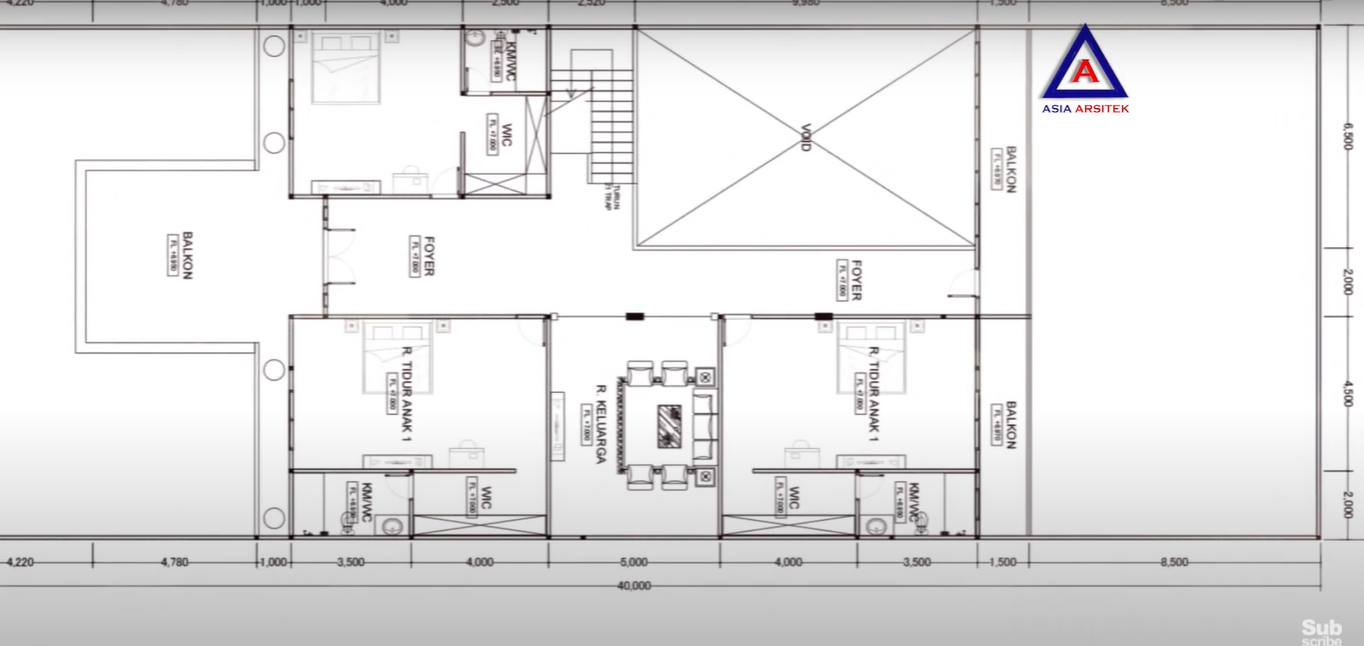 4,220 4,780 1,000 1,000 4,000 2,500 2,520 9,980 1,500 8,500
A
ASIA ARSITEK
KM/WC
FL +6.950
WIC
FL +7.000
VOID
BALKON
FL +6.970
6,500
TURUN
21 TRAP
BALKON
FL +6.950
FOYER
FL +7.000
FOYER
FL +7.000
2,000
R. TIDUR ANAK 1
FL +7.000
R. KELUARGA
FL +7.000
R. TIDUR ANAK 1
FL +7.000
BALKON
FL +6.970
4,500
KM/WC
FL +6.950
WIC
FL +7.000
WIC
FL +7.000
KM/WC
FL +6.950
2,000
4,220 4,780 1,000 3,500 4,000 5,000 4,000 3,500 1,500 8,500
40,000
Sub
scribe